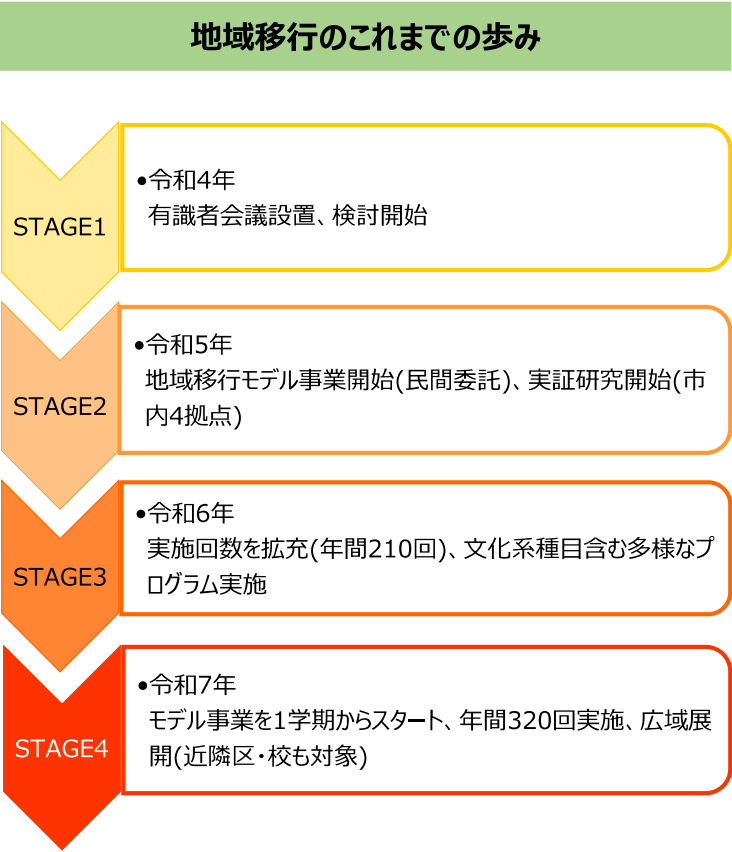 地域移行のこれまでの歩み
STAGE1
•令和4年
有識者会議設置、検討開始
STAGE2
•令和5年
地域移行モデル事業開始(民間委託)、実証研究開始(市
内4拠点)
STAGE3
•令和6年
実施回数を拡充(年間210回)、文化系種目含む多様なプ
ログラム実施
STAGE4
•令和7年
モデル事業を1学期からスタート、年間320回実施、広域展
開(近隣区・校も対象)